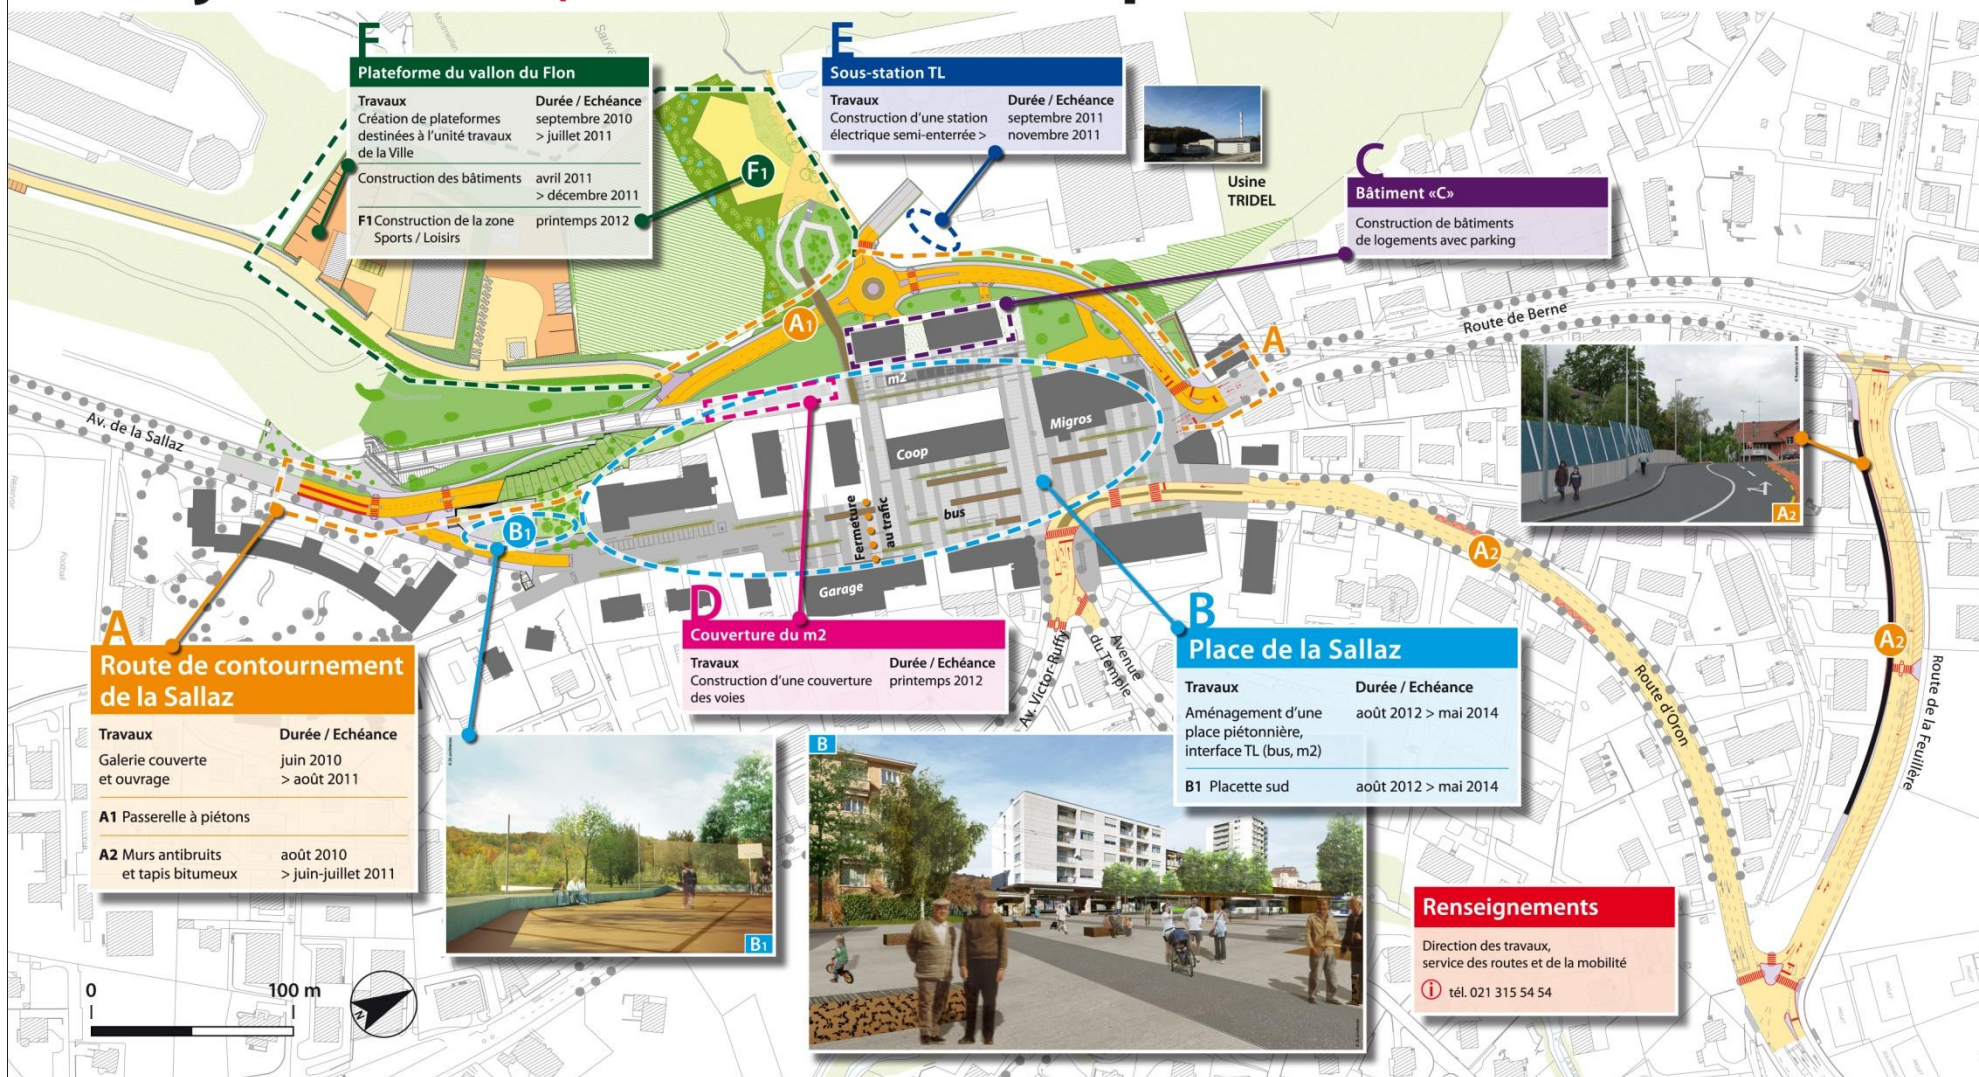 F
Plateforme du vallon du Flon
Travaux Durée / Echéance
Création de plateformes septembre 2010
destinées à l'unité travaux > juillet 2011
de la Ville
Construction des bâtiments avril 2011
> décembre 2011
F1 Construction de la zone printemps 2012
Sports / Loisirs
F1
E
Sous-station TL
Travaux Durée / Echéance
Construction d'une station septembre 2011
électrique semi-enterrée > novembre 2011
Usine
TRIDEL
C
Bâtiment «C»
Construction de bâtiments
de logements avec parking
A1
A
Route de Berne
Av. de la Sallaz
m2
Migros
Coop
bus
Fermeture
au trafic
Garage
B1
A2
A2
A2
Route d'Oron
Route de la Feuillère
Av. Victor-Ruffy
Avenue
du Temple
A
Route de contournement
de la Sallaz
Travaux Durée / Echéance
Galerie couverte juin 2010
et ouvrage > août 2011
A1 Passerelle à piétons
A2 Murs antibruits août 2010
et tapis bitumeux > juin-juillet 2011
D
Couverture du m2
Travaux Durée / Echéance
Construction d'une couverture printemps 2012
des voies
B
Place de la Sallaz
Travaux Durée / Echéance
Aménagement d'une août 2012 > mai 2014
place piétonnière,
interface TL (bus, m2)
B1 Placette sud août 2012 > mai 2014
B1
B
Renseignements
Direction des travaux,
service des routes et de la mobilité
i tél. 021 315 54 54
0 100 m
N